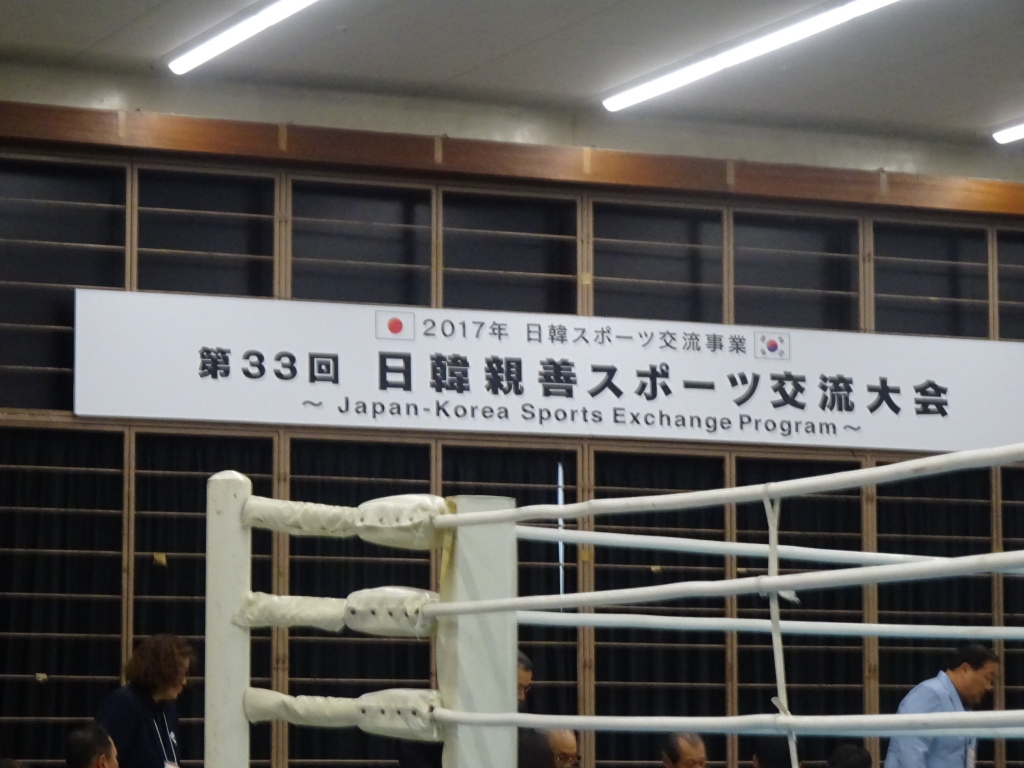 2017年 日韓スポーツ交流事業
第33回 日韓親善スポーツ交流大会
～ Japan-Korea Sports Exchange Program ～